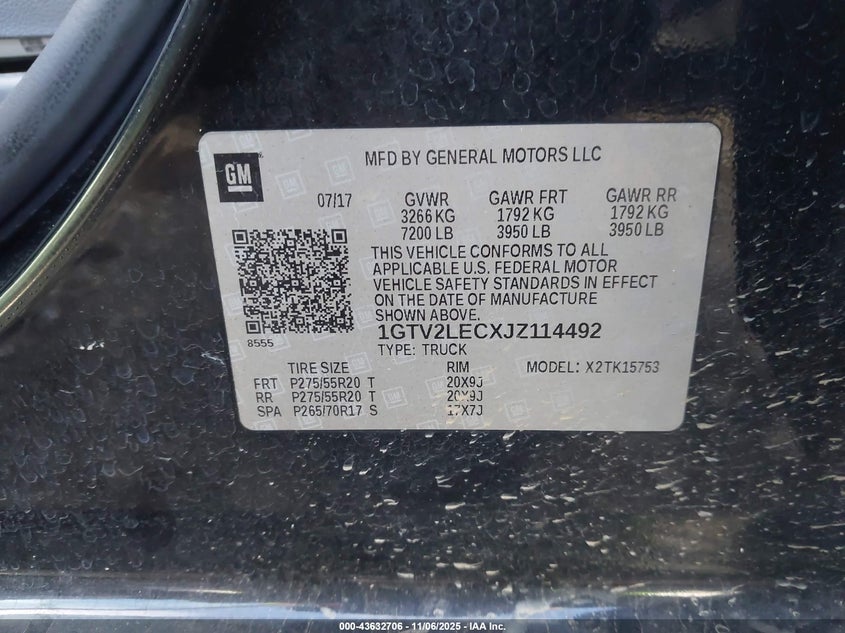 GM
MFD BY GENERAL MOTORS LLC
07/17 GVWR GAWR FRT GAWR RR
3266 KG 1792 KG 1792 KG
7200 LB 3950 LB 3950 LB
THIS VEHICLE CONFORMS TO ALL
APPLICABLE U.S. FEDERAL MOTOR
VEHICLE SAFETY STANDARDS IN EFFECT
ON THE DATE OF MANUFACTURE
SHOWN ABOVE.
8555
1GTV2LECXJZ114492
TYPE: TRUCK
MODEL: X2TK15753
TIRE SIZE RIM
FRT P275/55R20 T 20X9J
RR P275/55R20 T 20X9J
SPA P265/70R17 S 17X7J
000-43632706 - 11/06/2025 - IAA Inc.